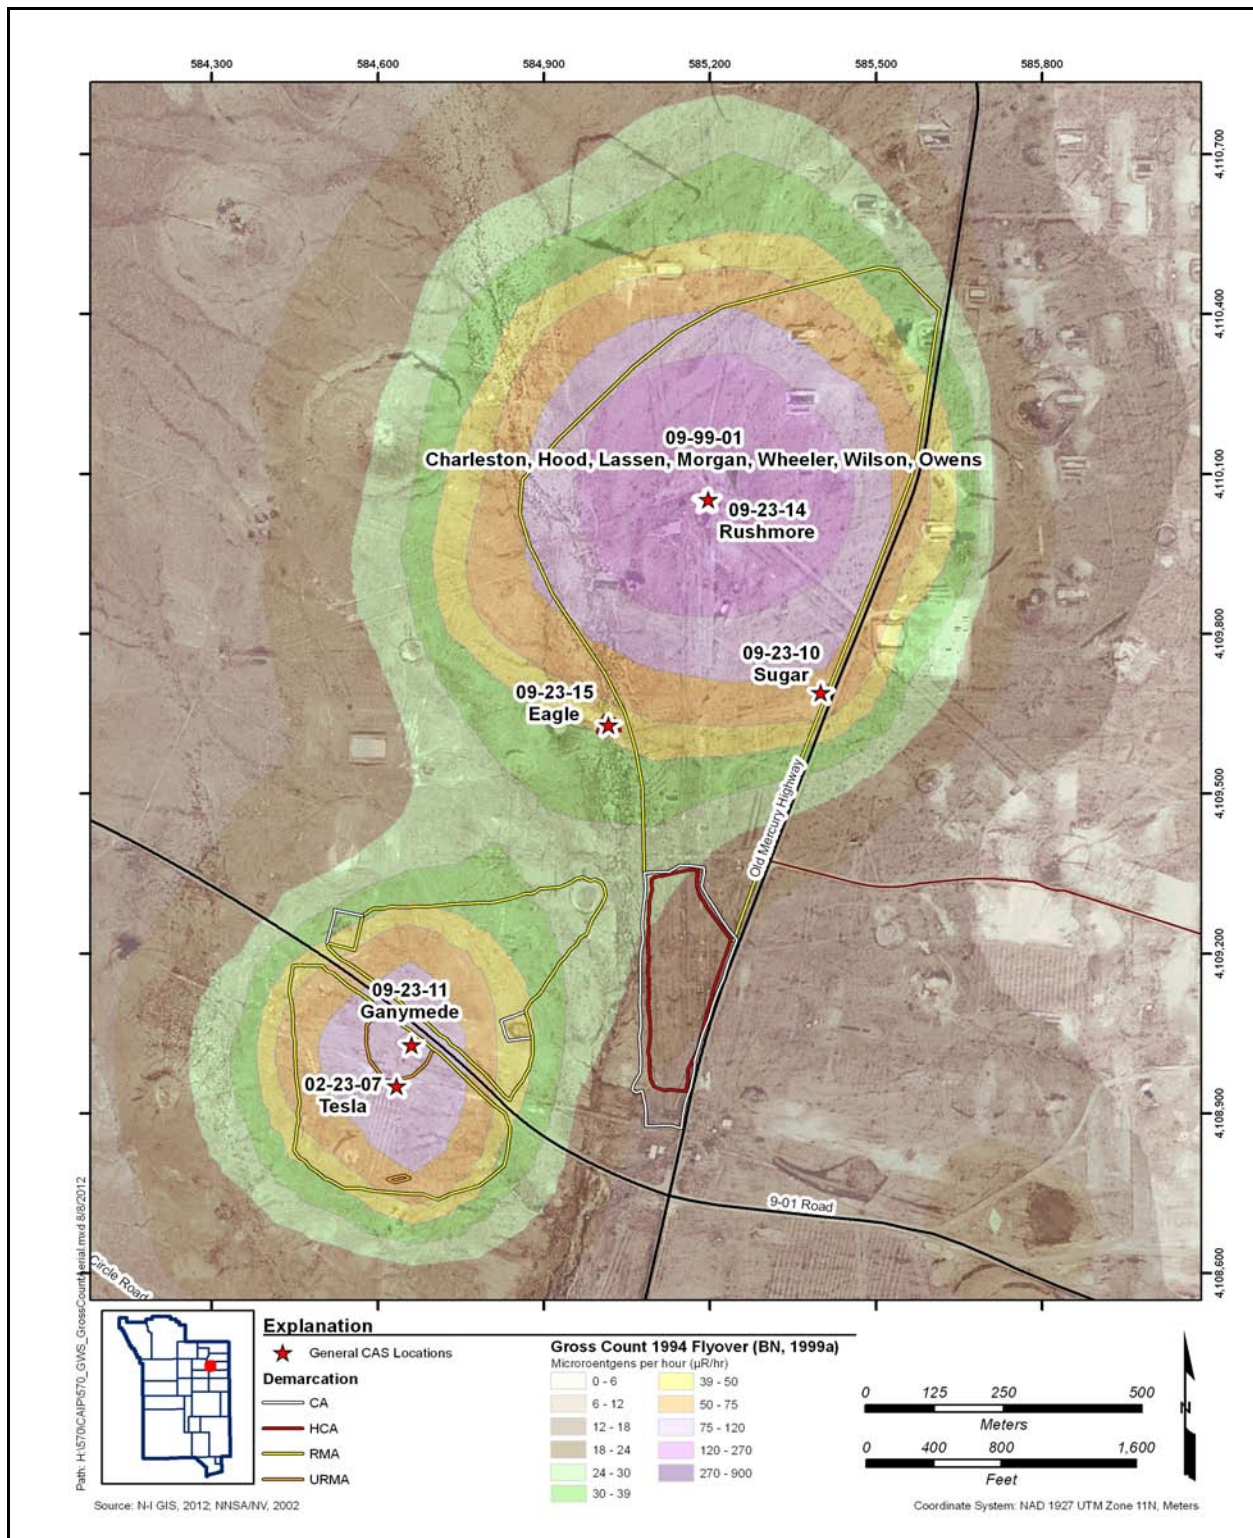 584,300 584,600 584,900 585,200 585,500 585,800
4,110,700
4,110,400
4,110,100
4,109,800
4,109,500
4,109,200
4,108,900
4,108,600
09-99-01
Charleston, Hood, Lassen, Morgan, Wheeler, Wilson, Owens
09-23-14
Rushmore
09-23-10
Sugar
09-23-15
Eagle
Old Mercury Highway
09-23-11
Ganymede
02-23-07
Tesla
9-01 Road
Circle Road
Path: H:\570\CAIP\570_GWS_GrossCountAerial.mxd 8/8/2012
Explanation
General CAS Locations
Demarcation
CA
HCA
RMA
URMA
Gross Count 1994 Flyover (BN, 1999a)
Microroentgens per hour (µR/hr)
0 - 6
6 - 12
12 - 18
18 - 24
24 - 30
30 - 39
39 - 50
50 - 75
75 - 120
120 - 270
270 - 900
0 125 250 500
Meters
0 400 800 1,600
Feet
N
Source: N-I GIS, 2012; NNSA/NV, 2002
Coordinate System: NAD 1927 UTM Zone 11N, Meters